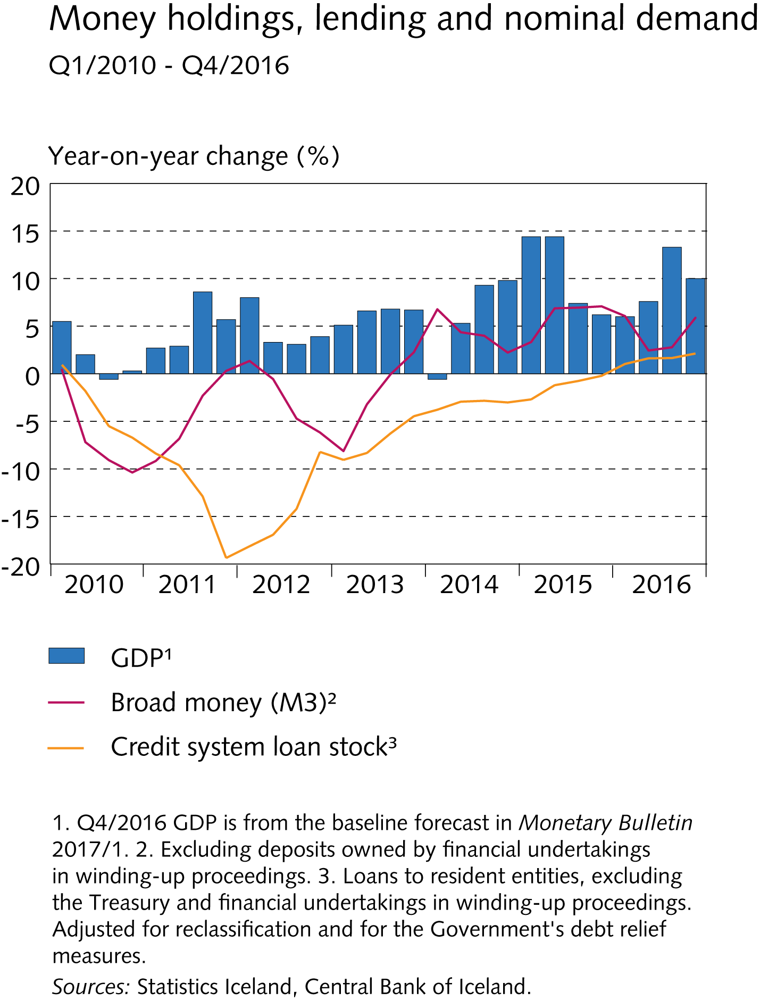 Money holdings, lending and nominal demand
Q1/2010 - Q4/2016
Year-on-year change (%)
20
15
10
5
0
-5
-10
-15
-20
2010 2011 2012 2013 2014 2015 2016
GDP¹
Broad money (M3)²
Credit system loan stock³
1. Q4/2016 GDP is from the baseline forecast in Monetary Bulletin
2017/1. 2. Excluding deposits owned by financial undertakings
in winding-up proceedings. 3. Loans to resident entities, excluding
the Treasury and financial undertakings in winding-up proceedings.
Adjusted for reclassification and for the Government's debt relief
measures.
Sources: Statistics Iceland, Central Bank of Iceland.